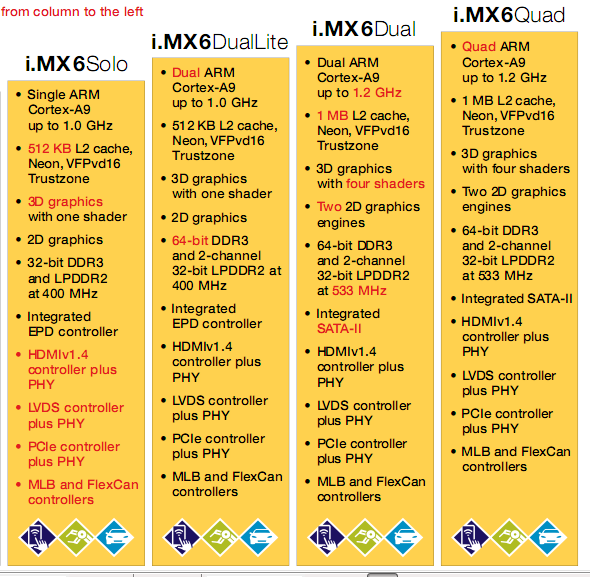 from column to the left
i.MX6Solo
• Single ARM
Cortex-A9
up to 1.0 GHz
• 512 KB L2 cache,
Neon, VFPvd16
Trustzone
• 3D graphics
with one shader
• 2D graphics
• 32-bit DDR3
and LPDDR2
at 400 MHz
• Integrated
EPD controller
• HDMIv1.4
controller plus
PHY
• LVDS controller
plus PHY
• PCIe controller
plus PHY
• MLB and FlexCan
controllers
i.MX6DualLite
• Dual ARM
Cortex-A9
up to 1.0 GHz
• 512 KB L2 cache,
Neon, VFPvd16
Trustzone
• 3D graphics
with one shader
• 2D graphics
• 64-bit DDR3
and 2-channel
32-bit LPDDR2 at
400 MHz
• Integrated
EPD controller
• HDMIv1.4
controller plus
PHY
• LVDS controller
plus PHY
• PCIe controller
plus PHY
• MLB and FlexCan
controllers
i.MX6Dual
• Dual ARM
Cortex-A9
up to 1.2 GHz
• 1 MB L2 cache,
Neon, VFPvd16
Trustzone
• 3D graphics
with four shaders
• Two 2D graphics
engines
• 64-bit DDR3
and 2-channel
32-bit LPDDR2
at 533 MHz
• Integrated
SATA-II
• HDMIv1.4
controller plus
PHY
• LVDS controller
plus PHY
• PCIe controller
plus PHY
• MLB and FlexCan
controllers
i.MX6Quad
• Quad ARM
Cortex-A9
up to 1.2 GHz
• 1 MB L2 cache,
Neon, VFPvd16
Trustzone
• 3D graphics
with four shaders
• Two 2D graphics
engines
• 64-bit DDR3
and 2-channel
32-bit LPDDR2
at 533 MHz
• Integrated SATA-II
• HDMIv1.4
controller plus
PHY
• LVDS controller
plus PHY
• PCIe controller
plus PHY
• MLB and FlexCan
controllers